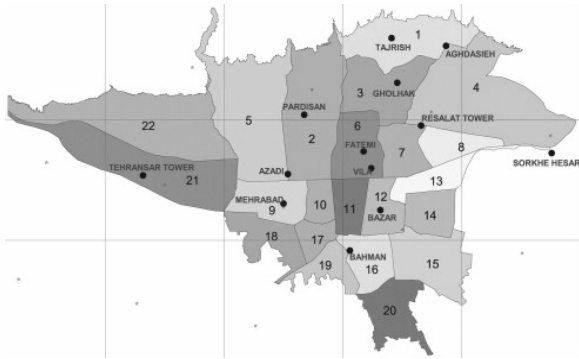 1
TAJRISH
AGHDASIEH
3
GHOLHAK
4
PARDISAN
5
2
6
RESALAT TOWER
22
FATEMI
7
8
SORKHE HESAR
TEHRANSAR TOWER
21
AZADI
VILA
13
MEHRABAD
9
10
11
12
BAZAR
14
18
17
BAHMAN
19
16
15
20